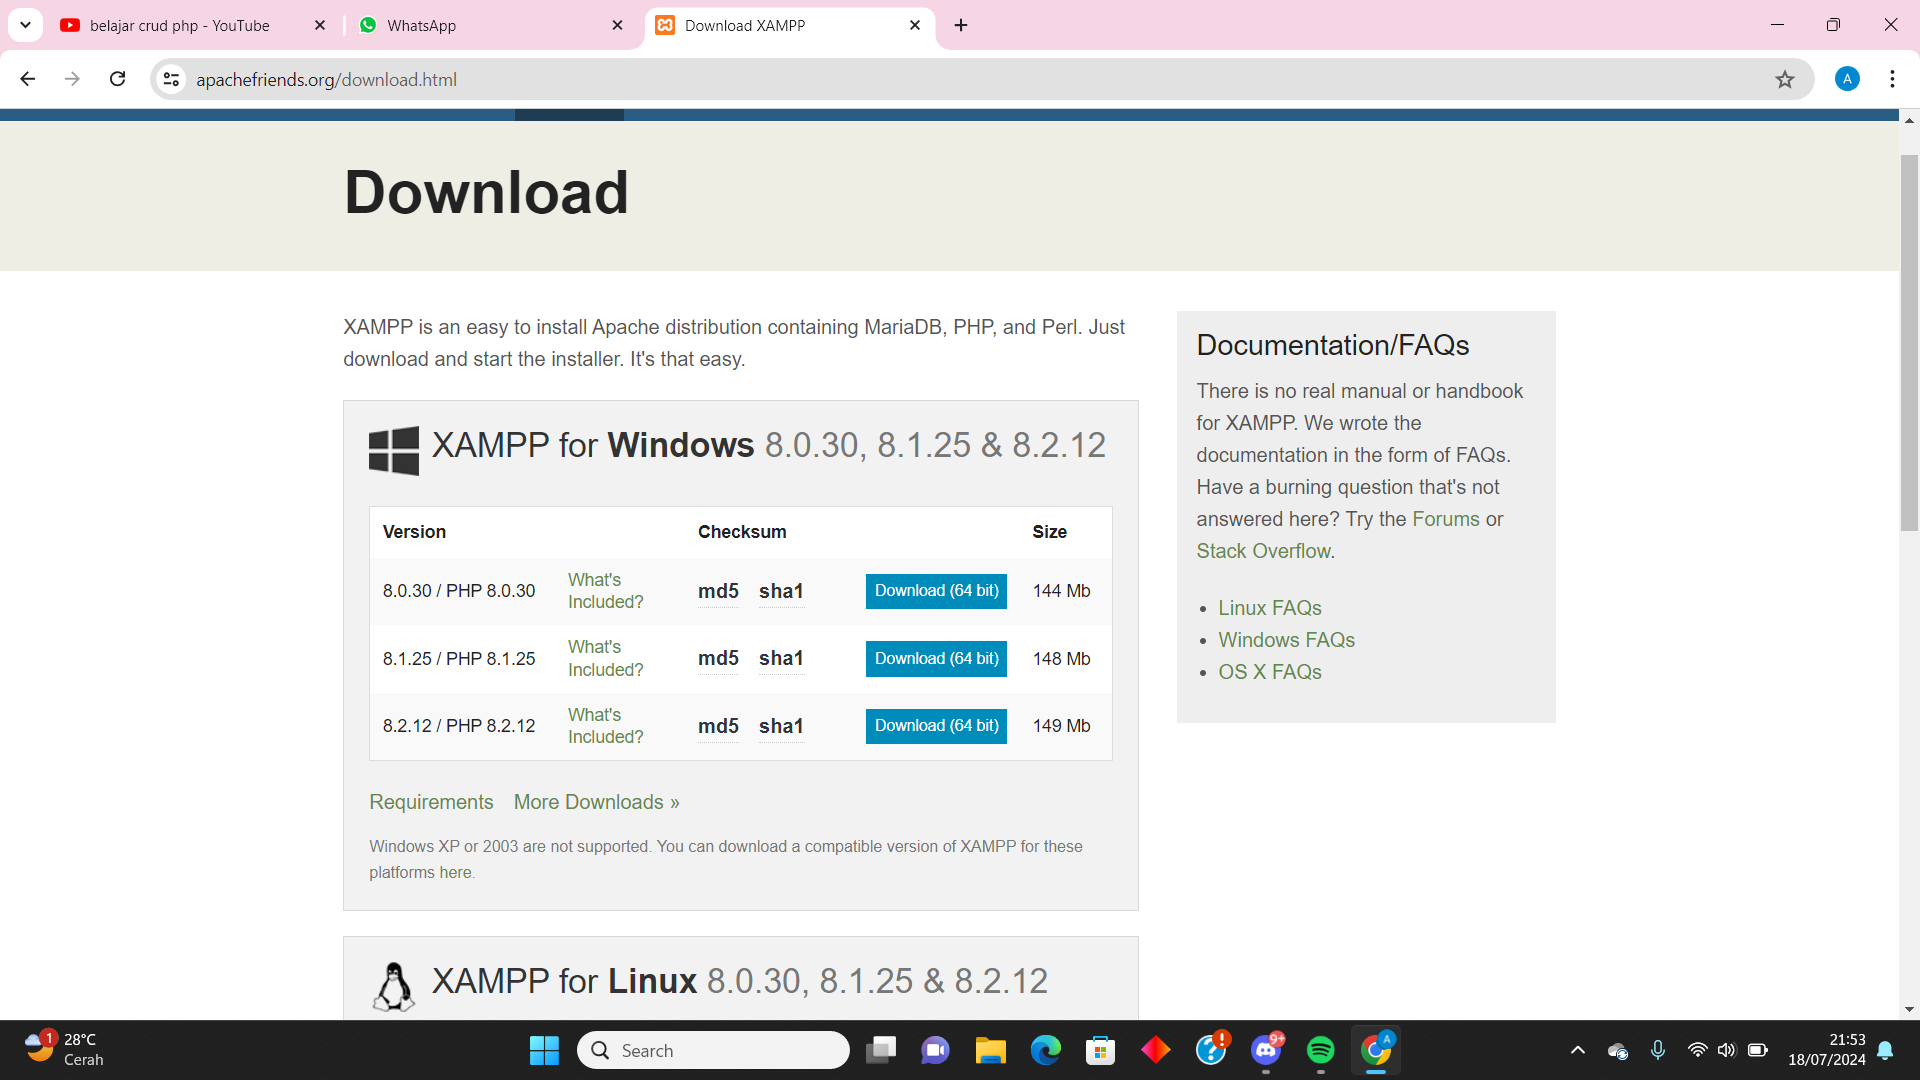 belajar crud php - YouTube
WhatsApp
Download XAMPP
apachefriends.org/download.html
A
Download
XAMPP is an easy to install Apache distribution containing MariaDB, PHP, and Perl. Just
download and start the installer. It's that easy.
XAMPP for Windows 8.0.30, 8.1.25 & 8.2.12
Version Checksum Size
8.0.30 / PHP 8.0.30 What's Included? md5 sha1 Download (64 bit) 144 Mb
8.1.25 / PHP 8.1.25 What's Included? md5 sha1 Download (64 bit) 148 Mb
8.2.12 / PHP 8.2.12 What's Included? md5 sha1 Download (64 bit) 149 Mb
Requirements More Downloads »
Windows XP or 2003 are not supported. You can download a compatible version of XAMPP for these
platforms here.
XAMPP for Linux 8.0.30, 8.1.25 & 8.2.12
Documentation/FAQs
There is no real manual or handbook
for XAMPP. We wrote the
documentation in the form of FAQs.
Have a burning question that's not
answered here? Try the Forums or
Stack Overflow.
• Linux FAQs
• Windows FAQs
• OS X FAQs
1
28°C
Cerah
Search
9+
A
21:53
18/07/2024